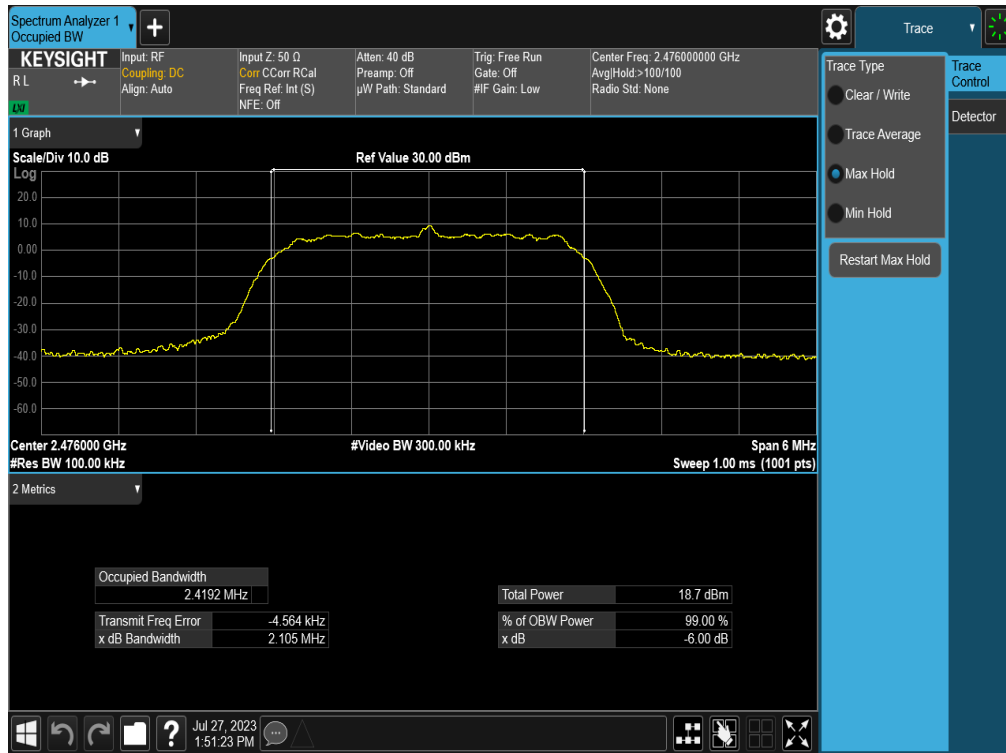 Spectrum Analyzer 1
Occupied BW
Trace
KEYSIGHT
R L
LXI
Input: RF
Coupling: DC
Align: Auto
Input Z: 50 Ω
Corr CCorr RCal
Freq Ref: Int (S)
NFE: Off
Atten: 40 dB
Preamp: Off
µW Path: Standard
Trig: Free Run
Gate: Off
#IF Gain: Low
Center Freq: 2.476000000 GHz
Avg|Hold:>100/100
Radio Std: None
Trace Type
Clear / Write
Trace Average
Max Hold
Min Hold
Restart Max Hold
Trace
Control
Detector
1 Graph
Scale/Div 10.0 dB
Ref Value 30.00 dBm
Log
20.0
10.0
0.00
-10.0
-20.0
-30.0
-40.0
-50.0
-60.0
Center 2.476000 GHz
#Video BW 300.00 kHz
Span 6 MHz
#Res BW 100.00 kHz
Sweep 1.00 ms (1001 pts)
2 Metrics
Occupied Bandwidth
2.4192 MHz
Total Power 18.7 dBm
Transmit Freq Error -4.564 kHz
% of OBW Power 99.00 %
x dB Bandwidth 2.105 MHz
x dB -6.00 dB
?
Jul 27, 2023
1:51:23 PM